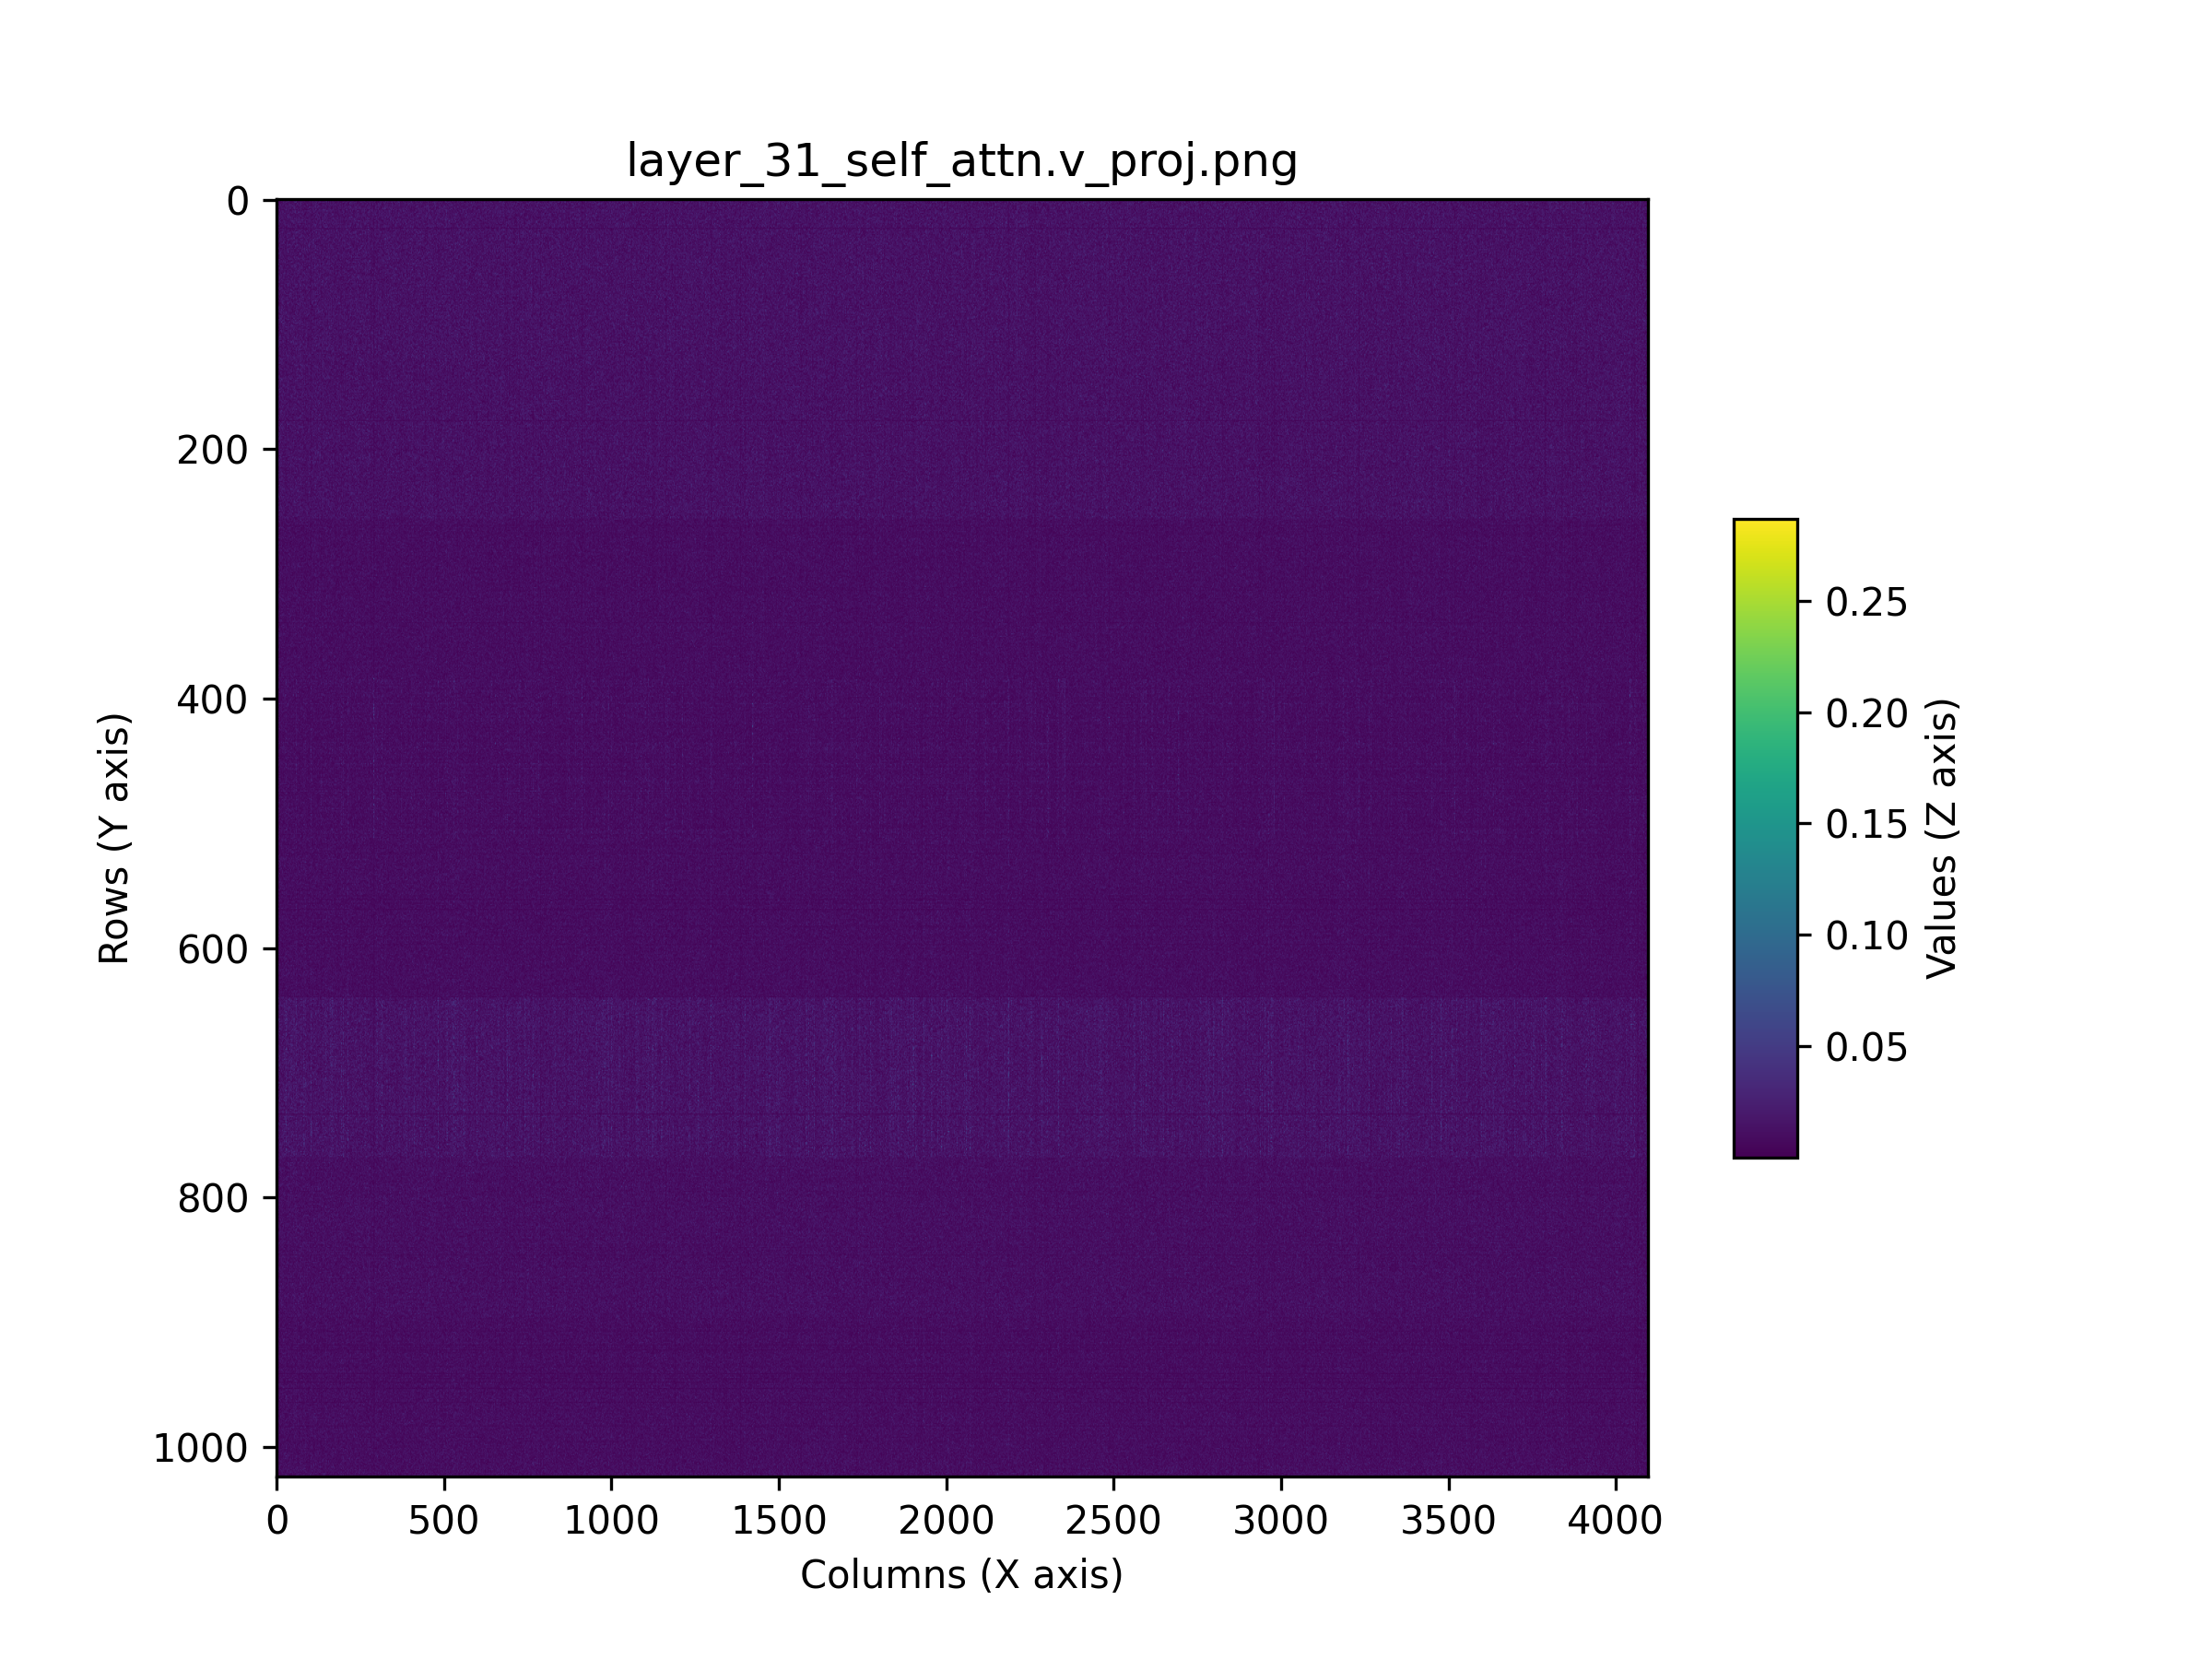 layer_31_self_attn.v_proj.png
0
200
400
600
800
1000
Rows (Y axis)
0 500 1000 1500 2000 2500 3000 3500 4000
Columns (X axis)
0.25
0.20
0.15
0.10
0.05
Values (Z axis)